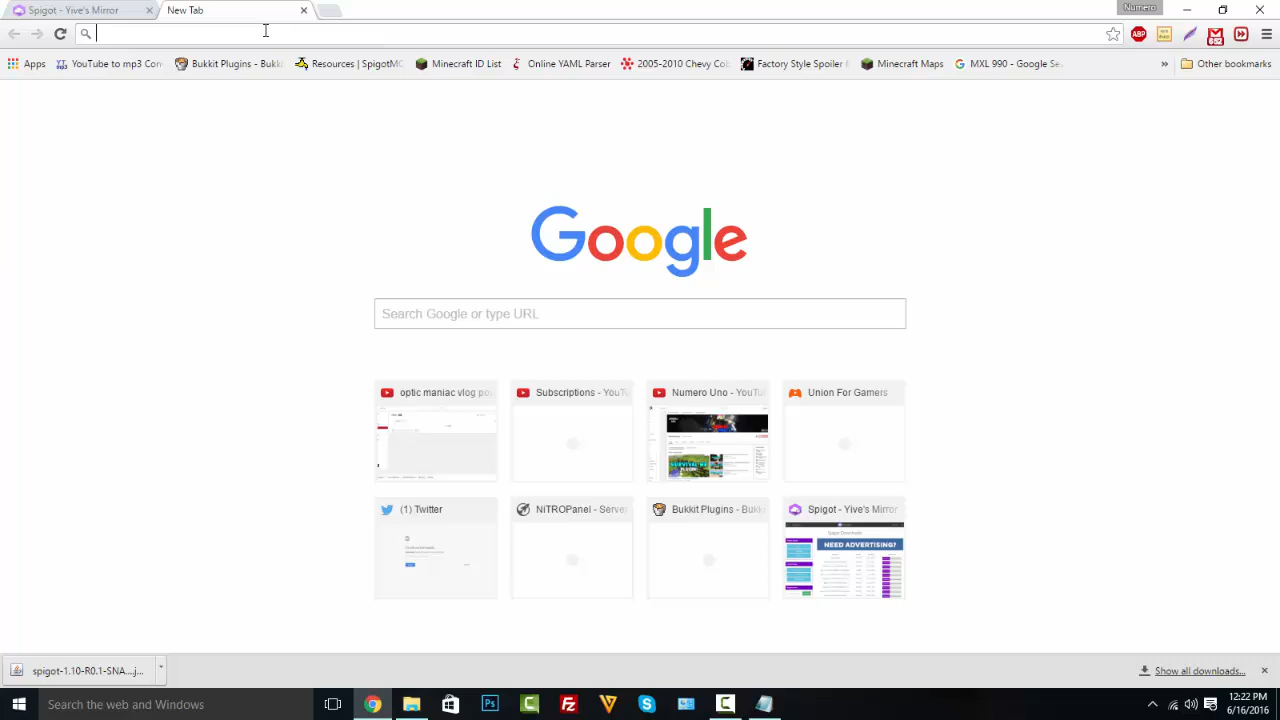 Spigot - Yive's Mirror
New Tab
Numero
Apps
YouTube to mp3 Con
Bukkit Plugins - Bukk
Resources | SpigotMC
Minecraft ID List
Online YAML Parser
2005-2010 Chevy Cob
Factory Style Spoiler
Minecraft Maps
MXL 990 - Google Se
»
Other bookmarks
ABP
652
Google
Search Google or type URL
optic maniac vlog po
Subscriptions - YouTu
Numero Uno - YouTu
Union For Gamers
(1) Twitter
NiTROPanel - Server
Bukkit Plugins - Bukk
Spigot - Yive's Mirror
NEED ADVERTISING?
spigot-1.10-R0.1-SNA...j...
Show all downloads...
Search the web and Windows
12:22 PM
6/16/2016